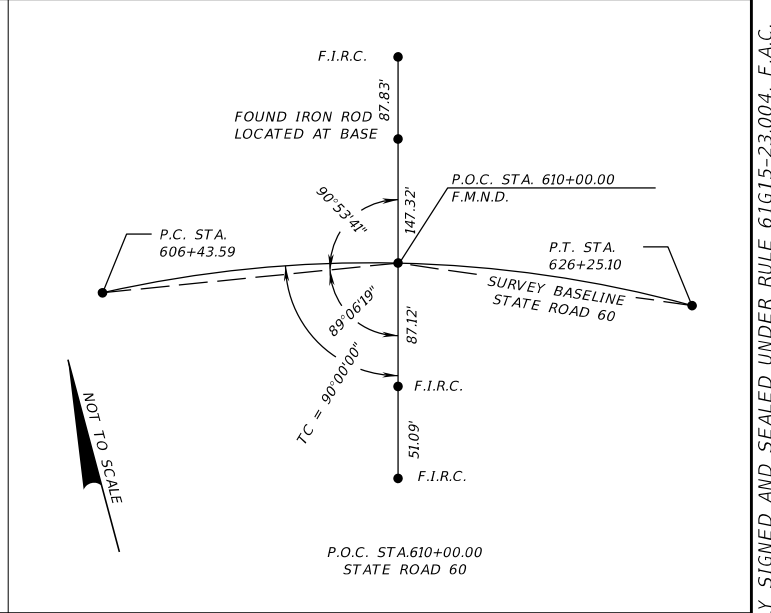 F.I.R.C.
87.83'
FOUND IRON ROD
LOCATED AT BASE
P.O.C. STA. 610+00.00
F.M.N.D.
90°53'41"
147.32'
P.C. STA.
606+43.59
P.T. STA.
626+25.10
SURVEY BASELINE
STATE ROAD 60
89°06'19"
87.12'
TC = 90°00'00"
F.I.R.C.
51.09'
F.I.R.C.
NOT TO SCALE
P.O.C. STA.610+00.00
STATE ROAD 60
Y SIGNED AND SEALED UNDER RULE 61G15-23.004, F.A.C.